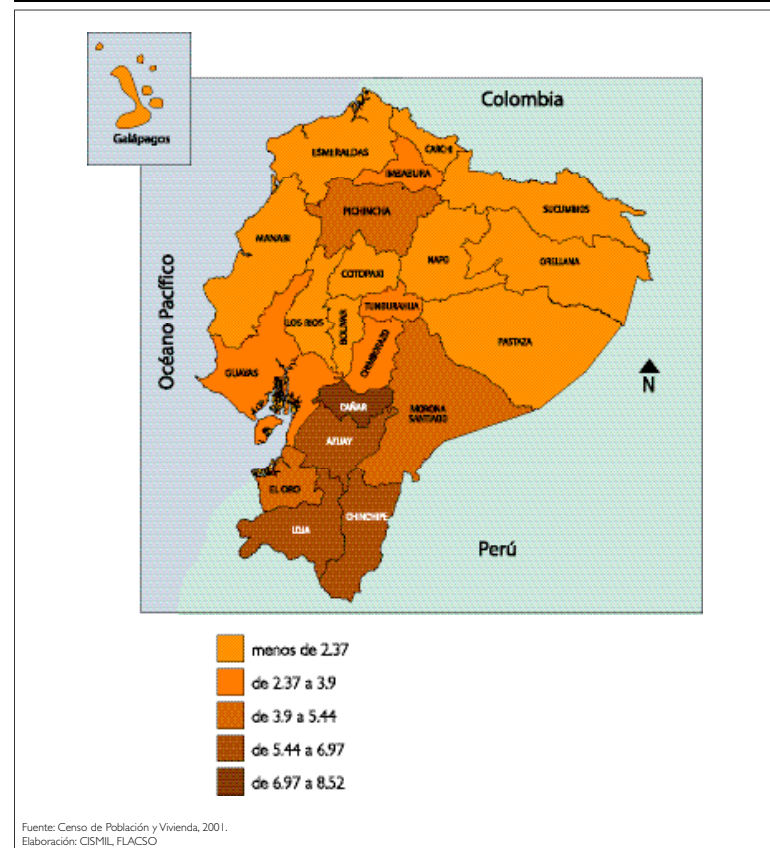 Colombia
Galápagos
ESMERALDAS
CARCHI
IMBABURA
SUCUMBIOS
PICHINCHA
MANABI
NAPO
ORELLANA
COTOPAXI
Océano Pacífico
TUNGURAHUA
LOS RIOS
BOLIVAR
CHIMBORAZO
PASTAZA
GUAYAS
N
CAÑAR
MORONA
SANTIAGO
AZUAY
EL ORO
CHINCHIPE
LOJA
Perú
menos de 2.37
de 2.37 a 3.9
de 3.9 a 5.44
de 5.44 a 6.97
de 6.97 a 8.52
Fuente: Censo de Población y Vivienda, 2001.
Elaboración: CISMIL, FLACSO